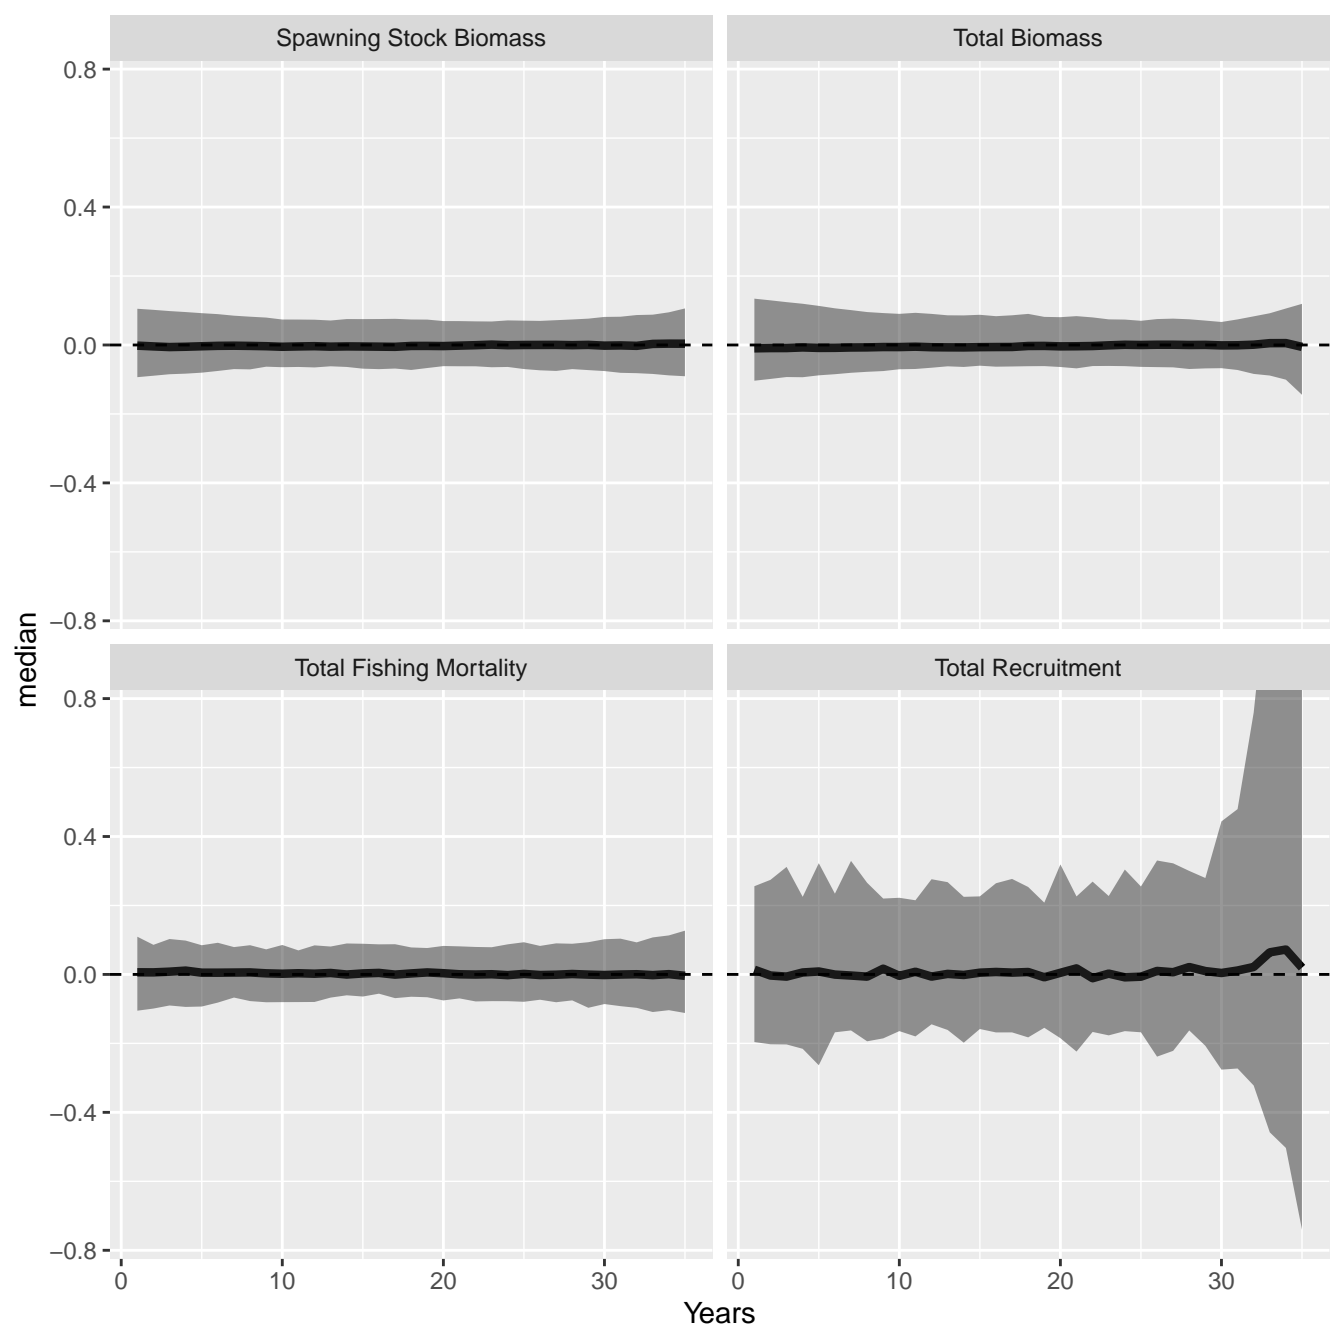 Spawning Stock Biomass
Total Biomass
0.8
0.4
0.0
−0.4
−0.8
median
Total Fishing Mortality
Total Recruitment
0.8
0.4
0.0
−0.4
−0.8
0 10 20 30
0 10 20 30
Years